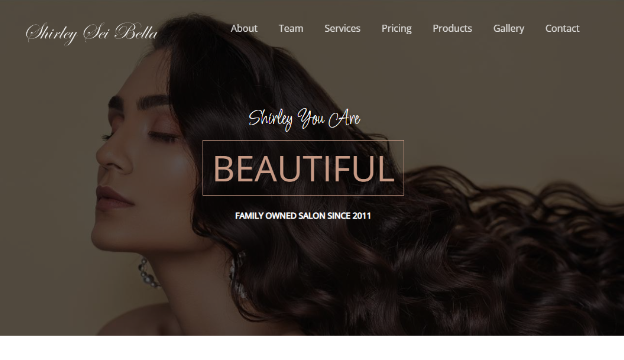 Shirley Sei Bella
About Team Services Pricing Products Gallery Contact
Shirley You Are
BEAUTIFUL
FAMILY OWNED SALON SINCE 2011